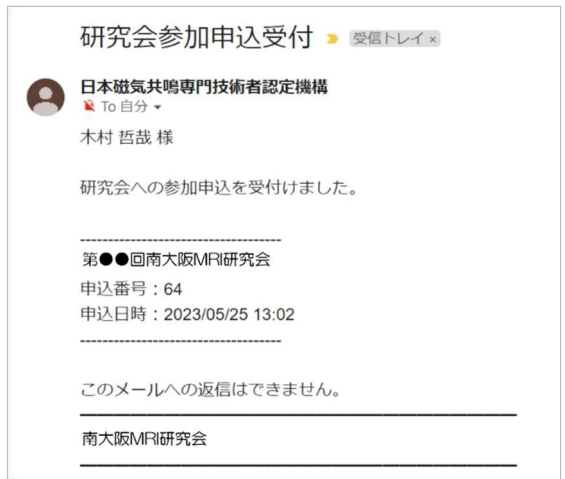 研究会参加申込受付 受信トレイ ×
日本磁気共鳴専門技術者認定機構
To 自分
木村 哲哉 様
研究会への参加申込を受付けました。
------------------------------------
第●●回南大阪MRI研究会
申込番号：64
申込日時：2023/05/25 13:02
------------------------------------
このメールへの返信はできません。
南大阪MRI研究会